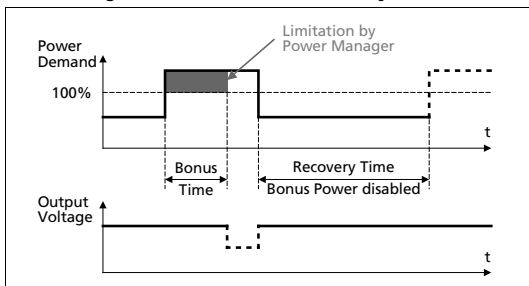 Limitation by
Power Manager
Power
Demand
100%
t
Bonus
Time
Recovery Time
Bonus Power disabled
Output
Voltage
t